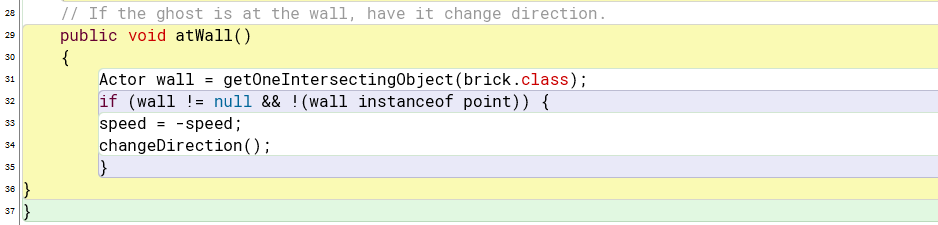 28 // If the ghost is at the wall, have it change direction.
29 public void atWall()
30 {
31 Actor wall = getOneIntersectingObject(brick.class);
32 if (wall != null && !(wall instanceof point)) {
33 speed = -speed;
34 changeDirection();
35 }
36 }
37 }